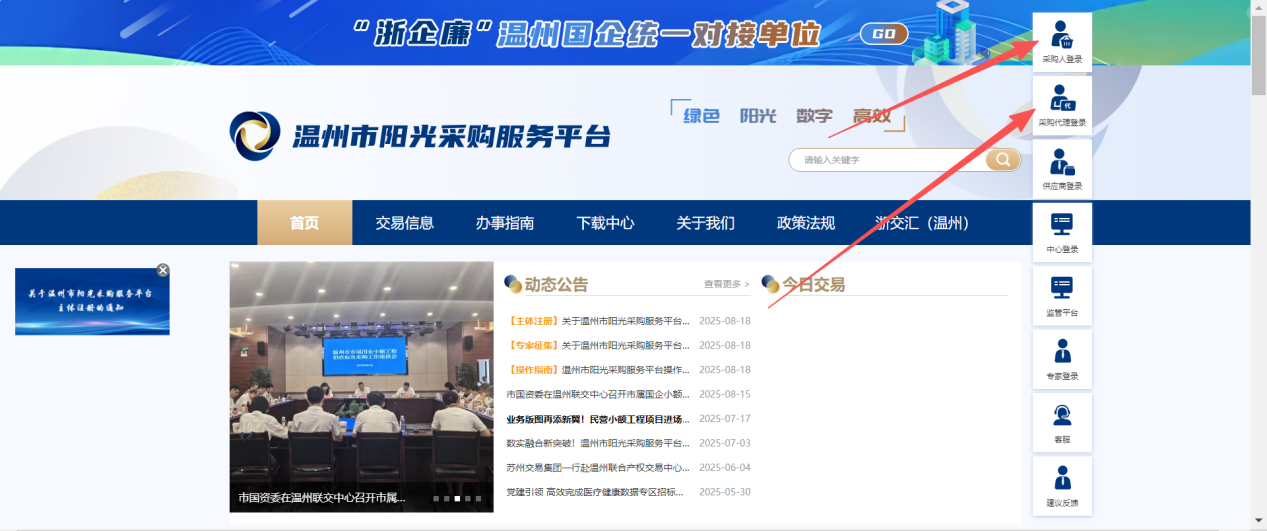 “浙企廉”温州国企统一对接单位
GO
采购人登录
温州市阳光采购服务平台
绿色 阳光 数字 高效
采购代理登录
请输入关键字
供应商登录
首页 交易信息 办事指南 下载中心 关于我们 政策法规 浙交汇（温州）
中心登录
关于温州市阳光采购服务平台
主体注册的通知
动态公告 查看更多 >
今日交易
监管平台
【主体注册】关于温州市阳光采购服务平台... 2025-08-18
【专家征集】关于温州市阳光采购服务平台... 2025-08-18
【操作指南】温州市阳光采购服务平台操作... 2025-08-18
专家登录
市国资委在温州联交中心召开市属国企小额... 2025-08-15
业务版图再添新翼！民营小额工程项目进场... 2025-07-17
客服
数实融合新突破！温州市阳光采购服务平台... 2025-07-03
苏州交易集团一行赴温州联合产权交易中心... 2025-06-04
党建引领 高效完成医疗健康数据专区招标... 2025-05-30
市国资委在温州联交中心召开市属...
建议反馈